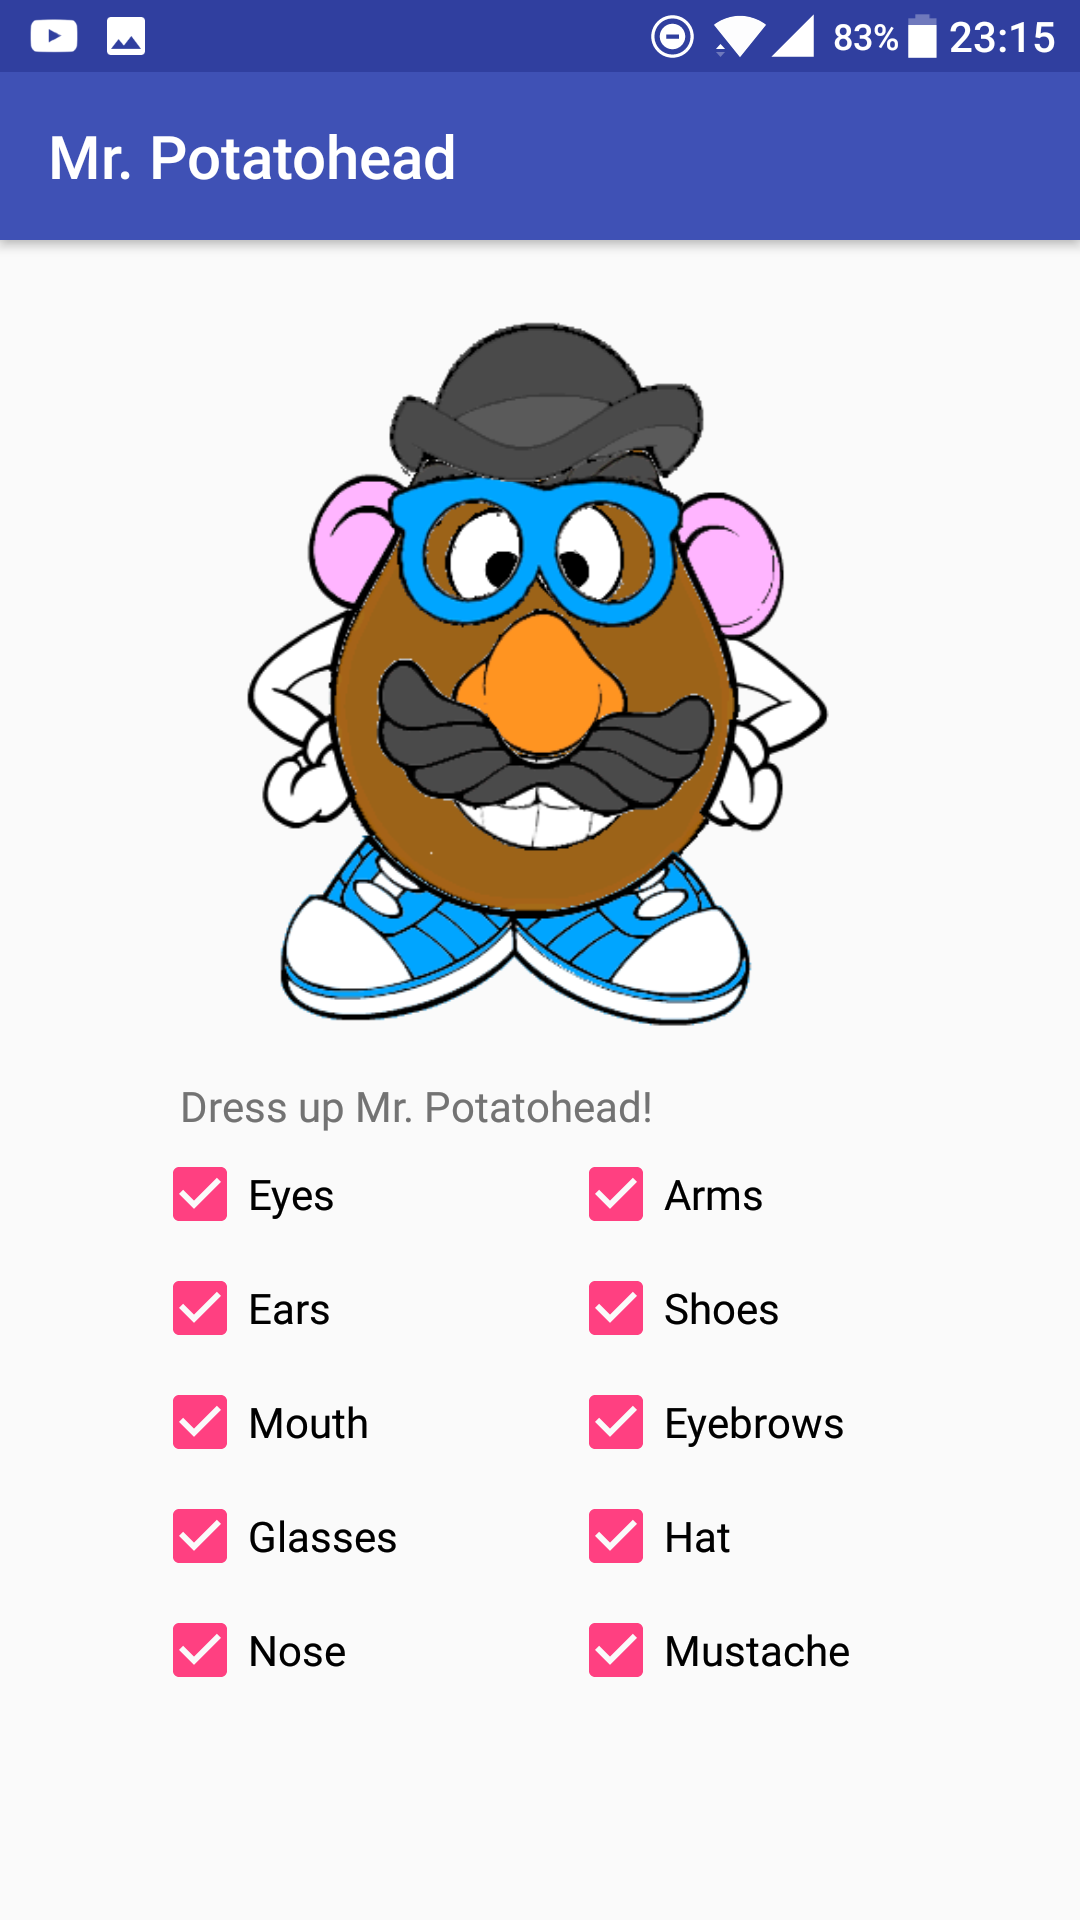 83% 23:15
Mr. Potatohead
Dress up Mr. Potatohead!
Eyes Arms
Ears Shoes
Mouth Eyebrows
Glasses Hat
Nose Mustache